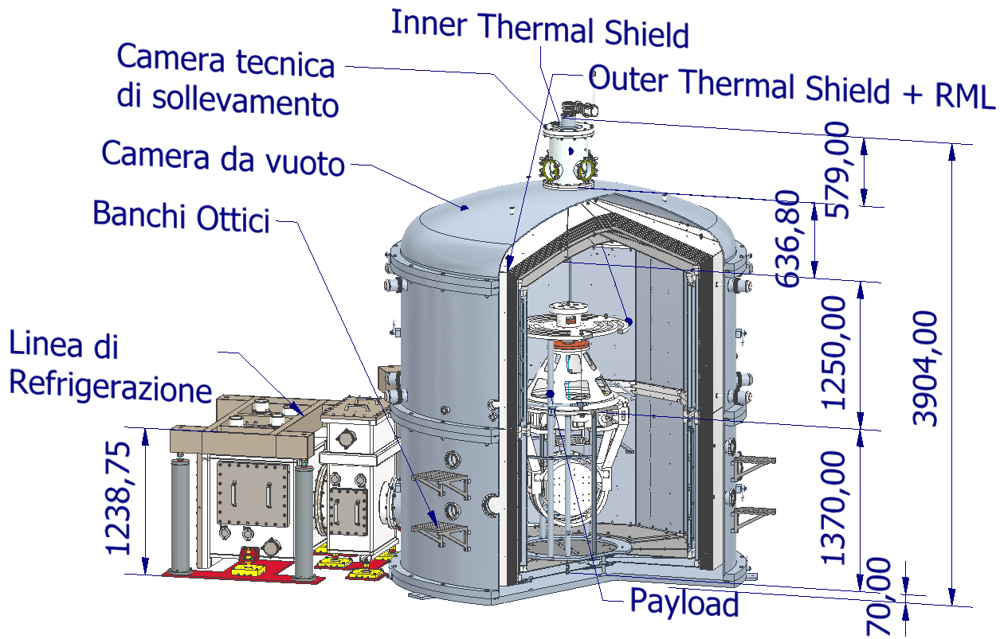 Inner Thermal Shield
Camera tecnica
di sollevamento
Outer Thermal Shield + RML
Camera da vuoto
Banchi Ottici
Linea di
Refrigerazione
579,00
636,80
1250,00
3904,00
1238,75
1370,00
70,00
Payload